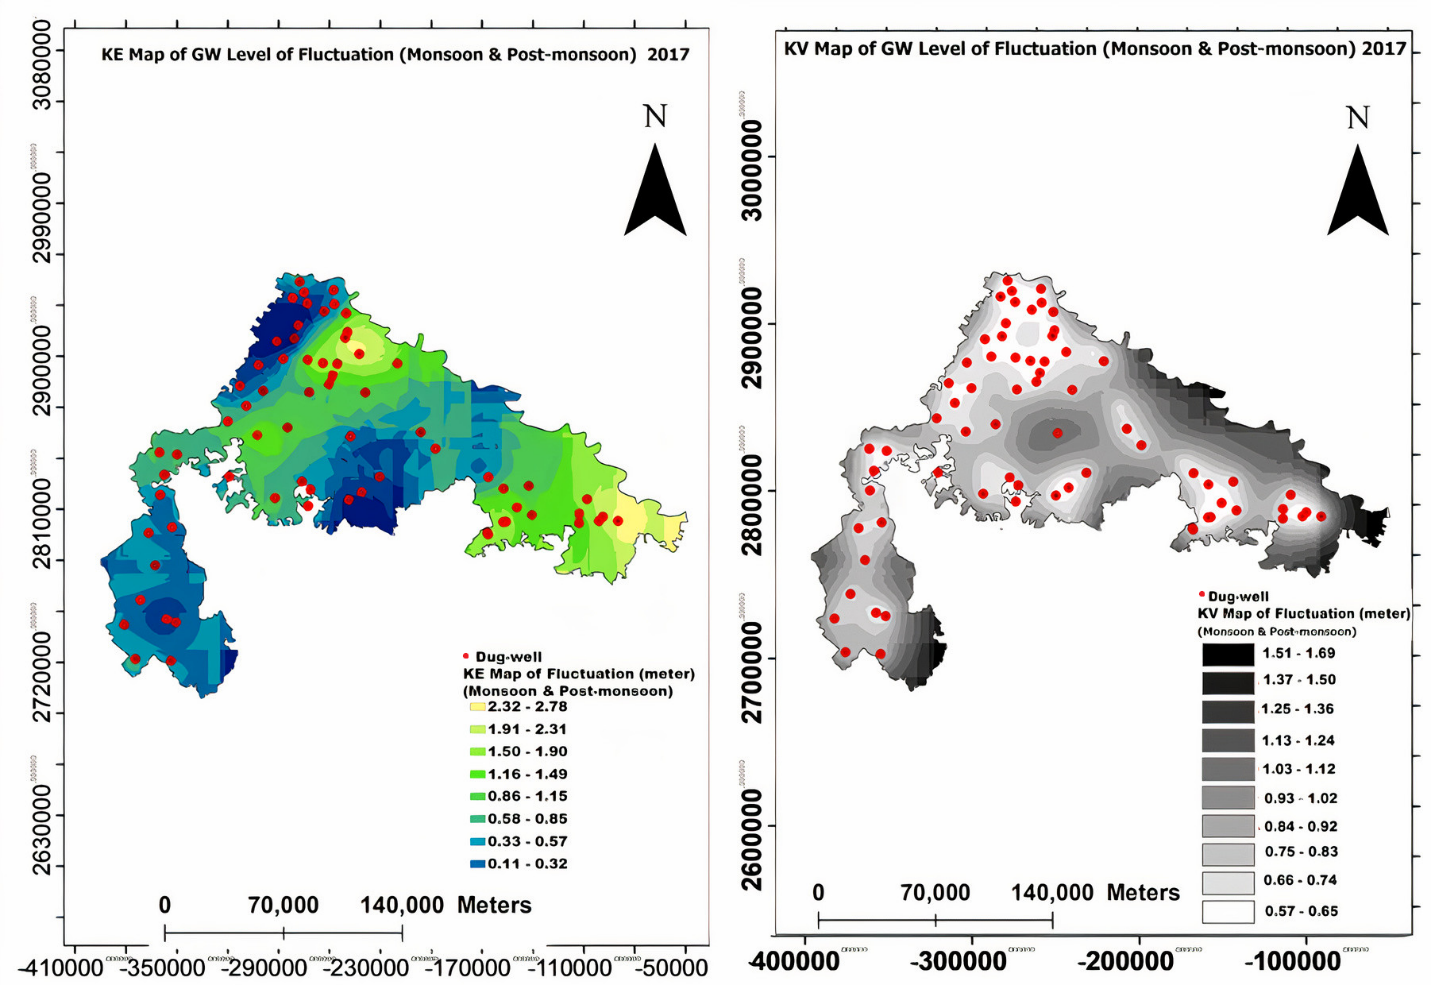 KE Map of GW Level of Fluctuation (Monsoon & Post-monsoon) 2017
N
3080000
2990000
2900000
2810000
2720000
2630000
Dug-well
KE Map of Fluctuation (meter)
(Monsoon & Post-monsoon)
2.32 - 2.78
1.91 - 2.31
1.50 - 1.90
1.16 - 1.49
0.86 - 1.15
0.58 - 0.85
0.33 - 0.57
0.11 - 0.32
0 70,000 140,000 Meters
-410000 -350000 -290000 -230000 -170000 -110000 -50000
KV Map of GW Level of Fluctuation (Monsoon & Post-monsoon) 2017
N
3000000
2900000
2800000
2700000
2600000
Dug-well
KV Map of Fluctuation (meter)
(Monsoon & Post-monsoon)
1.51 - 1.69
1.37 - 1.50
1.25 - 1.36
1.13 - 1.24
1.03 - 1.12
0.93 - 1.02
0.84 - 0.92
0.75 - 0.83
0.66 - 0.74
0.57 - 0.65
0 70,000 140,000 Meters
-400000 -300000 -200000 -100000